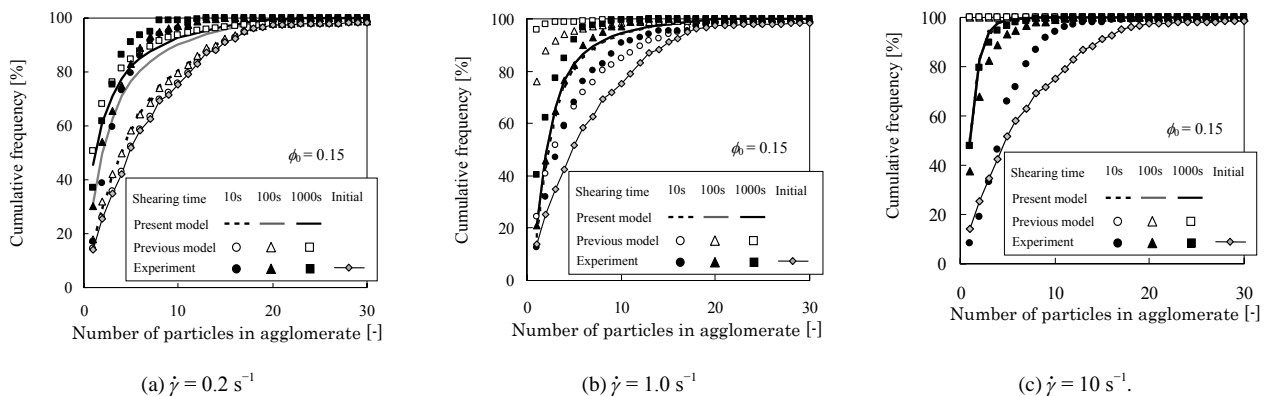 Cumulative frequency [%]
100
80
60
40
20
0
ϕ0 = 0.15
Shearing time 10s 100s 1000s Initial
Present model
Previous model
Experiment
0 10 20 30
Number of particles in agglomerate [-]
(a) γ̇ = 0.2 s⁻¹
Cumulative frequency [%]
100
80
60
40
20
0
ϕ0 = 0.15
Shearing time 10s 100s 1000s Initial
Present model
Previous model
Experiment
0 10 20 30
Number of particles in agglomerate [-]
(b) γ̇ = 1.0 s⁻¹
Cumulative frequency [%]
100
80
60
40
20
0
ϕ0 = 0.15
Shearing time 10s 100s 1000s Initial
Present model
Previous model
Experiment
0 10 20 30
Number of particles in agglomerate [-]
(c) γ̇ = 10 s⁻¹.